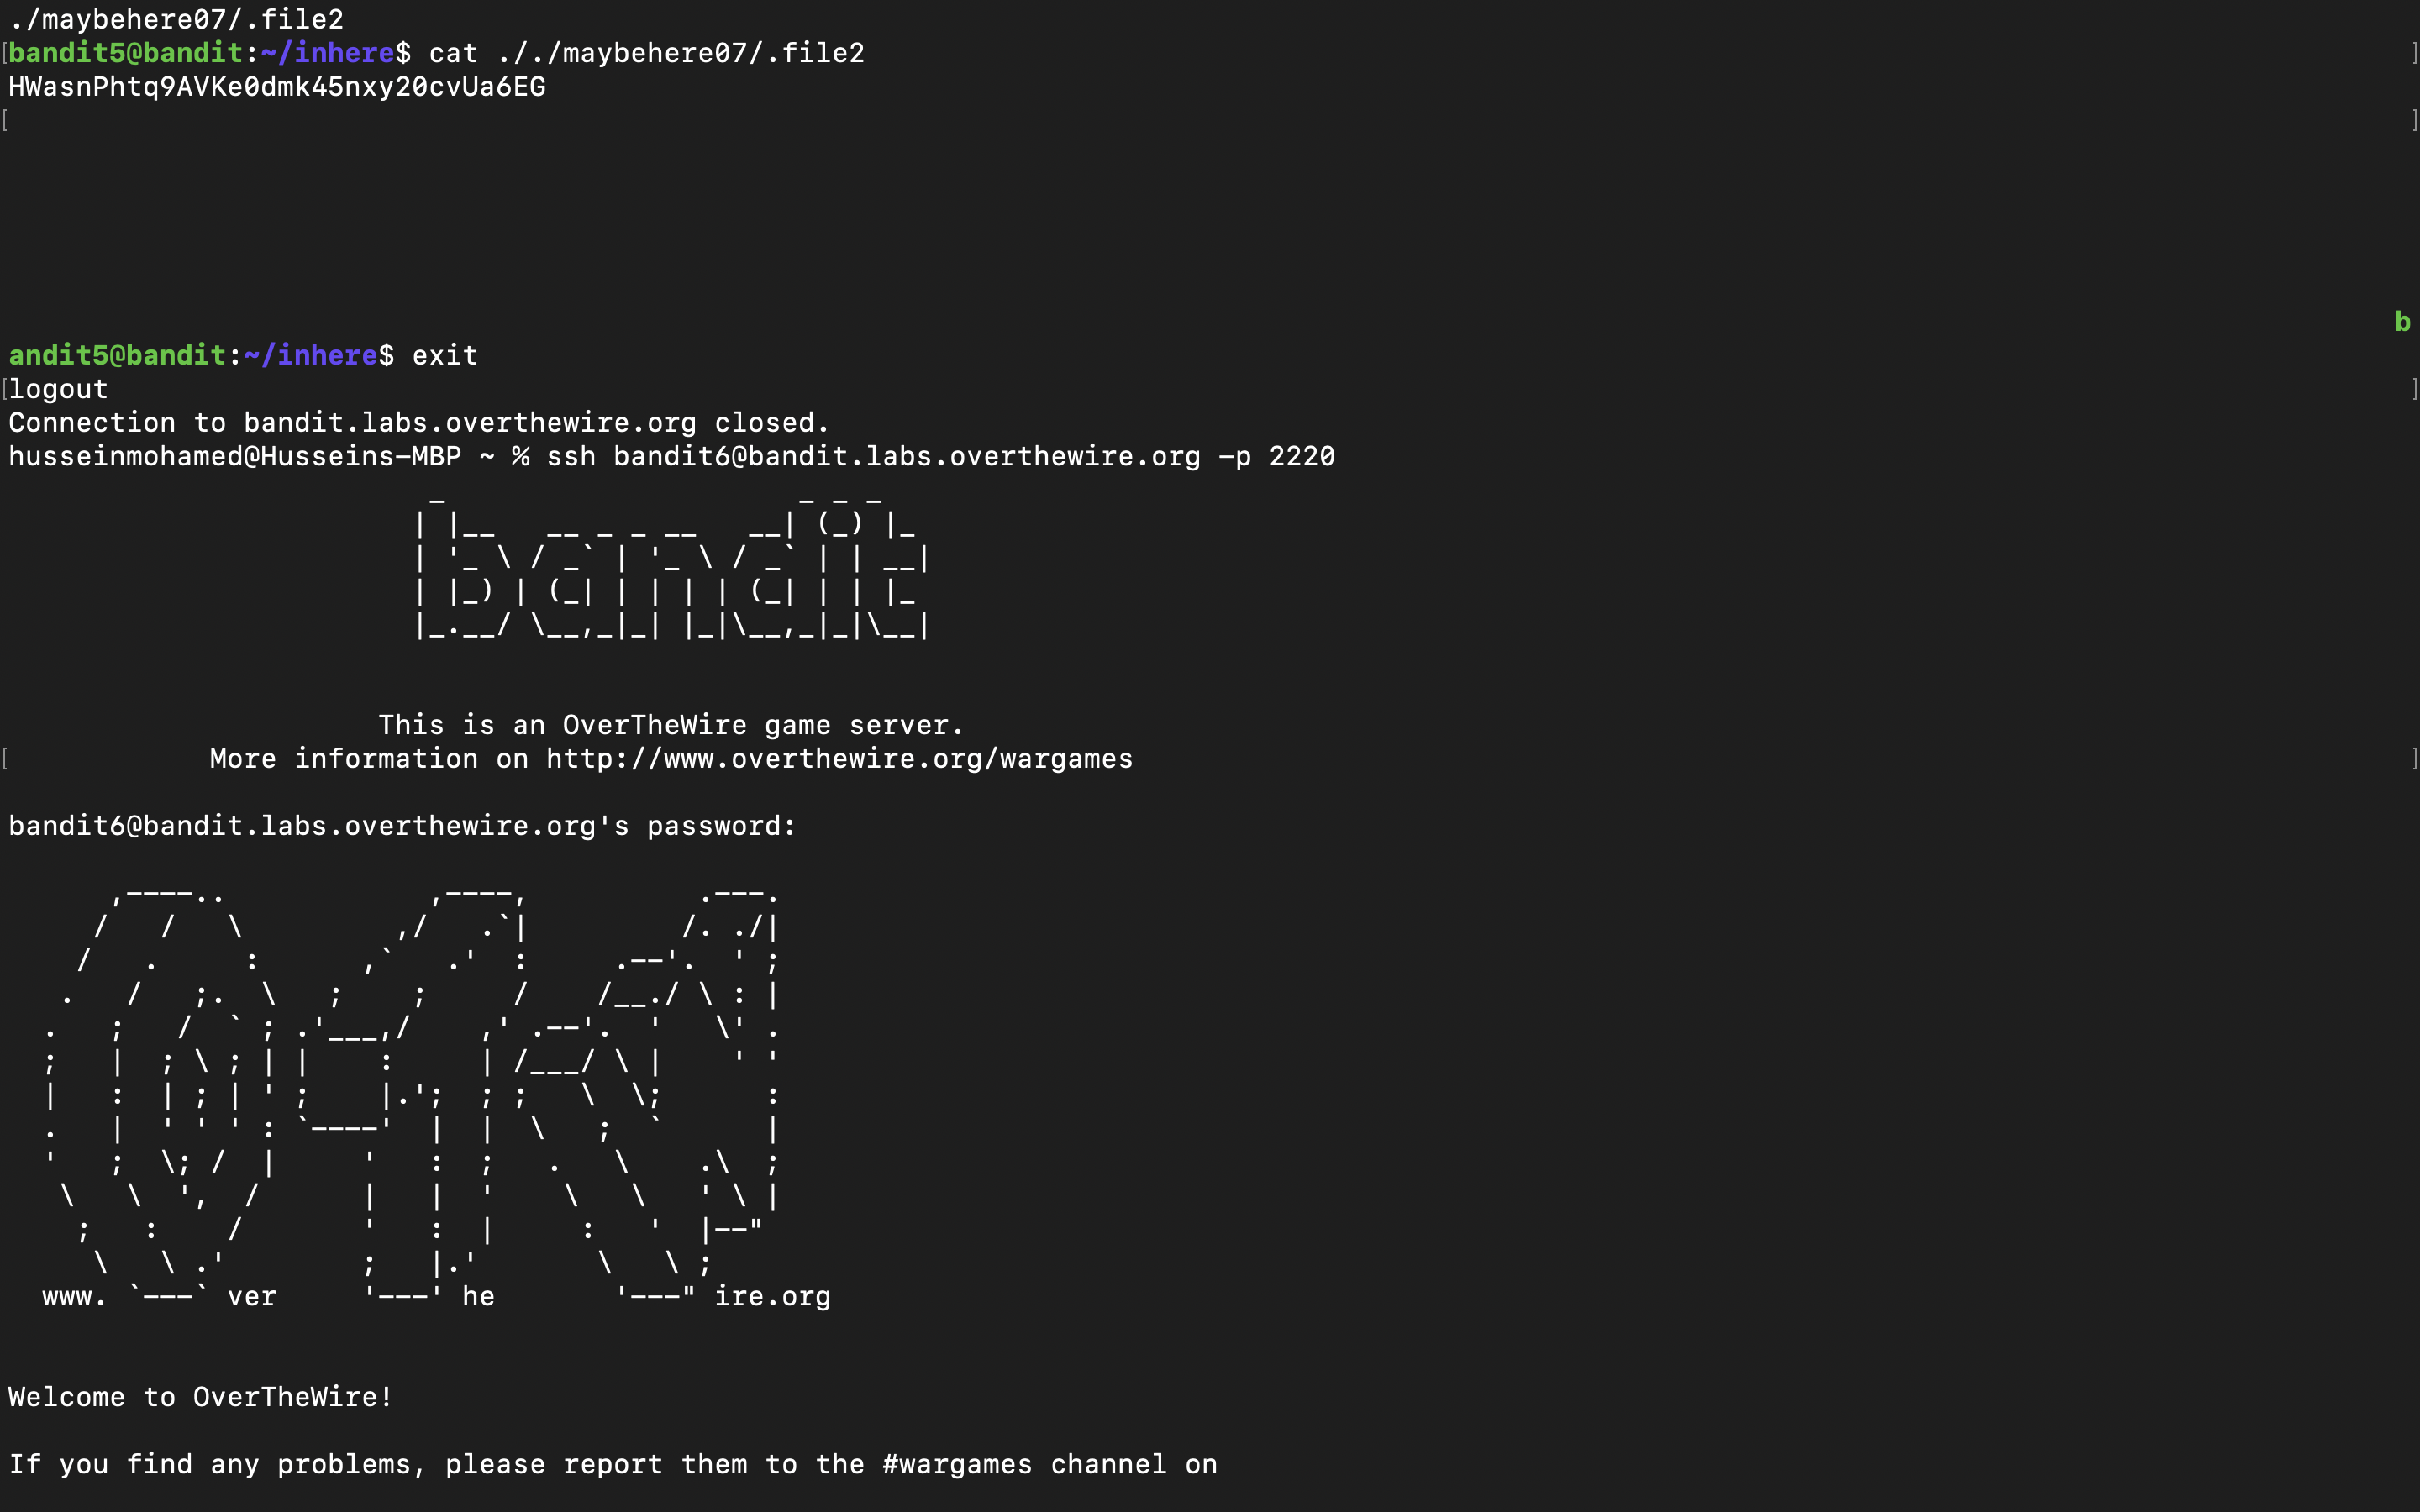 ./maybehere07/.file2
bandit5@bandit:~/inhere$ cat ././maybehere07/.file2
HWasnPhtq9AVKe0dmk45nxy20cvUa6EG
b
andit5@bandit:~/inhere$ exit
logout
Connection to bandit.labs.overthewire.org closed.
husseinmohamed@Husseins-MBP ~ % ssh bandit6@bandit.labs.overthewire.org -p 2220
bandit
This is an OverTheWire game server.
More information on http://www.overthewire.org/wargames
bandit6@bandit.labs.overthewire.org's password:
www. ver he ire.org
Welcome to OverTheWire!
If you find any problems, please report them to the #wargames channel on